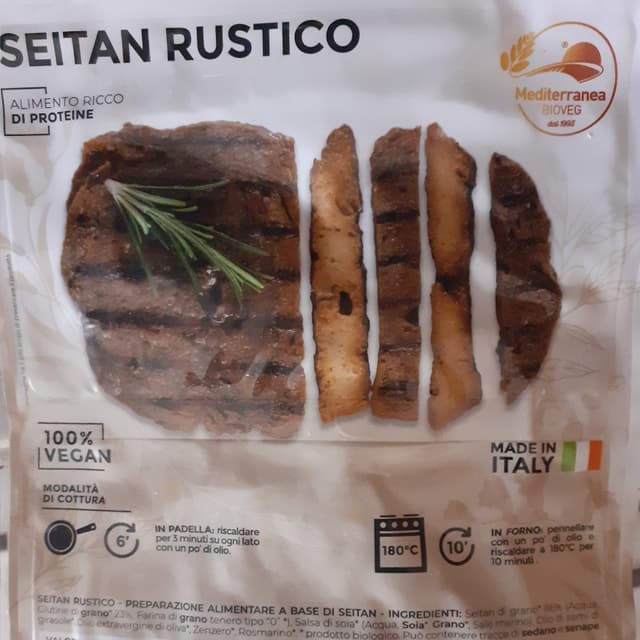 SEITAN RUSTICO
ALIMENTO RICCO
DI PROTEINE
Mediterranea
BIOVEG
dal 1993
100%
VEGAN
MADE IN
ITALY
MODALITÀ
DI COTTURA
6'
IN PADELLA: riscaldare
per 3 minuti su ogni lato
con un po' di olio.
180°C
10'
IN FORNO: pennellare
con un po' di olio e
riscaldare a 180°C per
10 minuti.
SEITAN RUSTICO - PREPARAZIONE ALIMENTARE A BASE DI SEITAN - INGREDIENTI: Seitan di grano* (Acqua,
Glutine di grano* 23%, Farina di grano tenero tipo "0" *), Salsa di soia* (Acqua, Soia*, Grano*, Sale marino), Olio di semi di
girasole*, Olio extravergine di oliva*, Zenzero*, Rosmarino*. * prodotto biologico. Può contenere tracce di sedano e senape